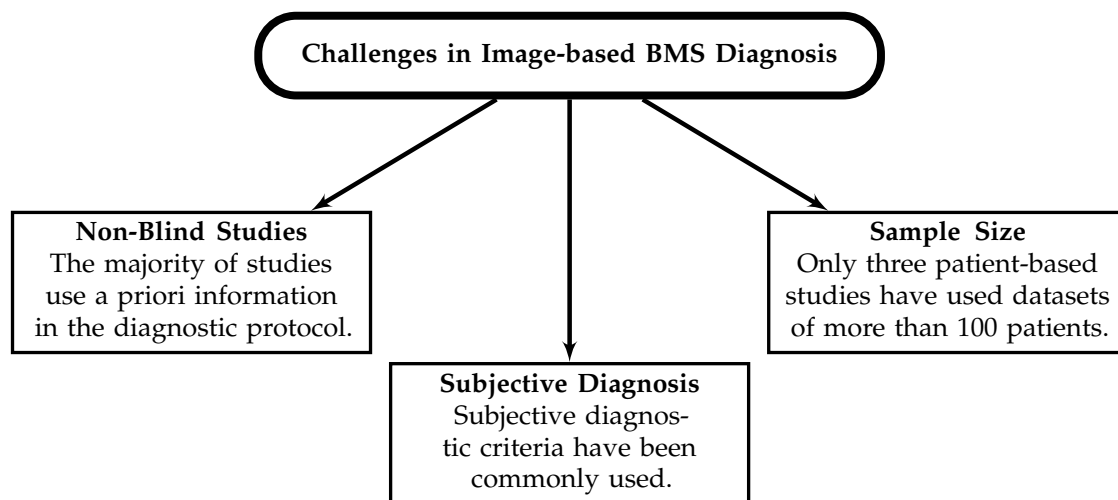 Challenges in Image-based BMS Diagnosis
Non-Blind Studies
The majority of studies
use a priori information
in the diagnostic protocol.
Sample Size
Only three patient-based
studies have used datasets
of more than 100 patients.
Subjective Diagnosis
Subjective diagnos-
tic criteria have been
commonly used.